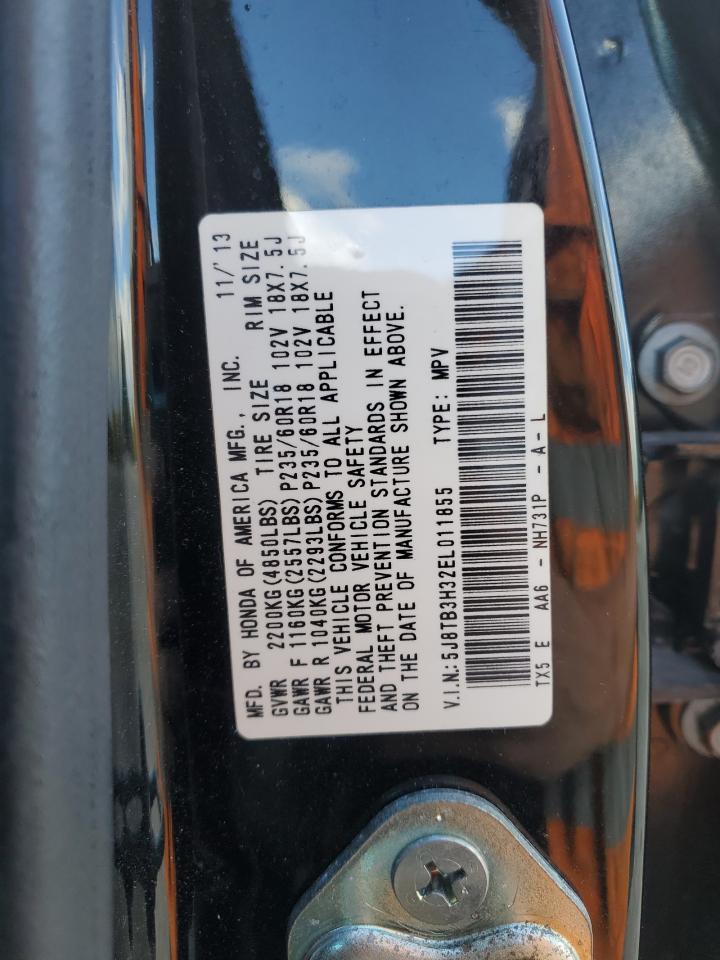 MFD. BY HONDA OF AMERICA MFG., INC. 11/'13
GVWR 2200KG(4850LBS) TIRE SIZE RIM SIZE
GAWR F 1160KG(2557LBS) P235/60R18 102V 18X7.5J
GAWR R 1040KG(2293LBS) P235/60R18 102V 18X7.5J
THIS VEHICLE CONFORMS TO ALL APPLICABLE
FEDERAL MOTOR VEHICLE SAFETY
AND THEFT PREVENTION STANDARDS IN EFFECT
ON THE DATE OF MANUFACTURE SHOWN ABOVE.
V.I.N.: 5J8TB3H32EL011855 TYPE: MPV
TX5 E AA6 - NH731P - A - L